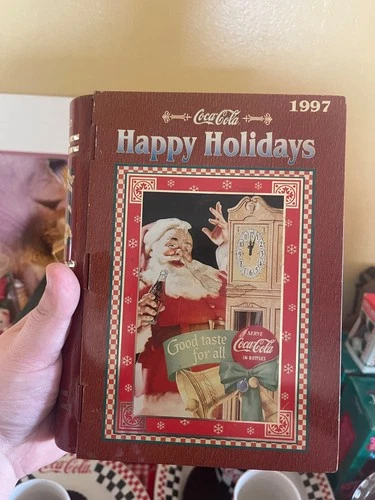 1997
Coca-Cola
Happy Holidays
Good taste
for all
SERVE
Coca-Cola
IN BOTTLES
Coca-Cola